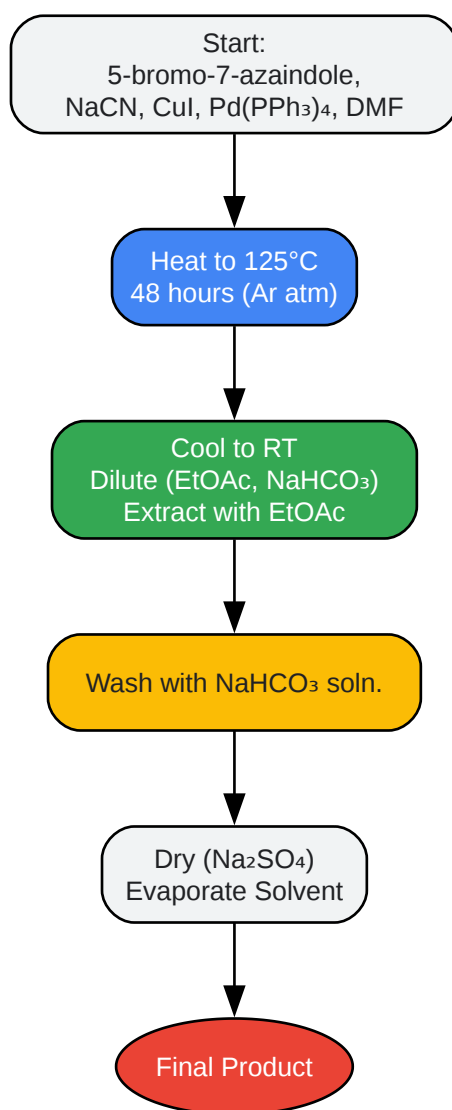 Start:
5-bromo-7-azaindole,
NaCN, CuI, Pd(PPh₃)₄, DMF
Heat to 125°C
48 hours (Ar atm)
Cool to RT
Dilute (EtOAc, NaHCO₃)
Extract with EtOAc
Wash with NaHCO₃ soln.
Dry (Na₂SO₄)
Evaporate Solvent
Final Product